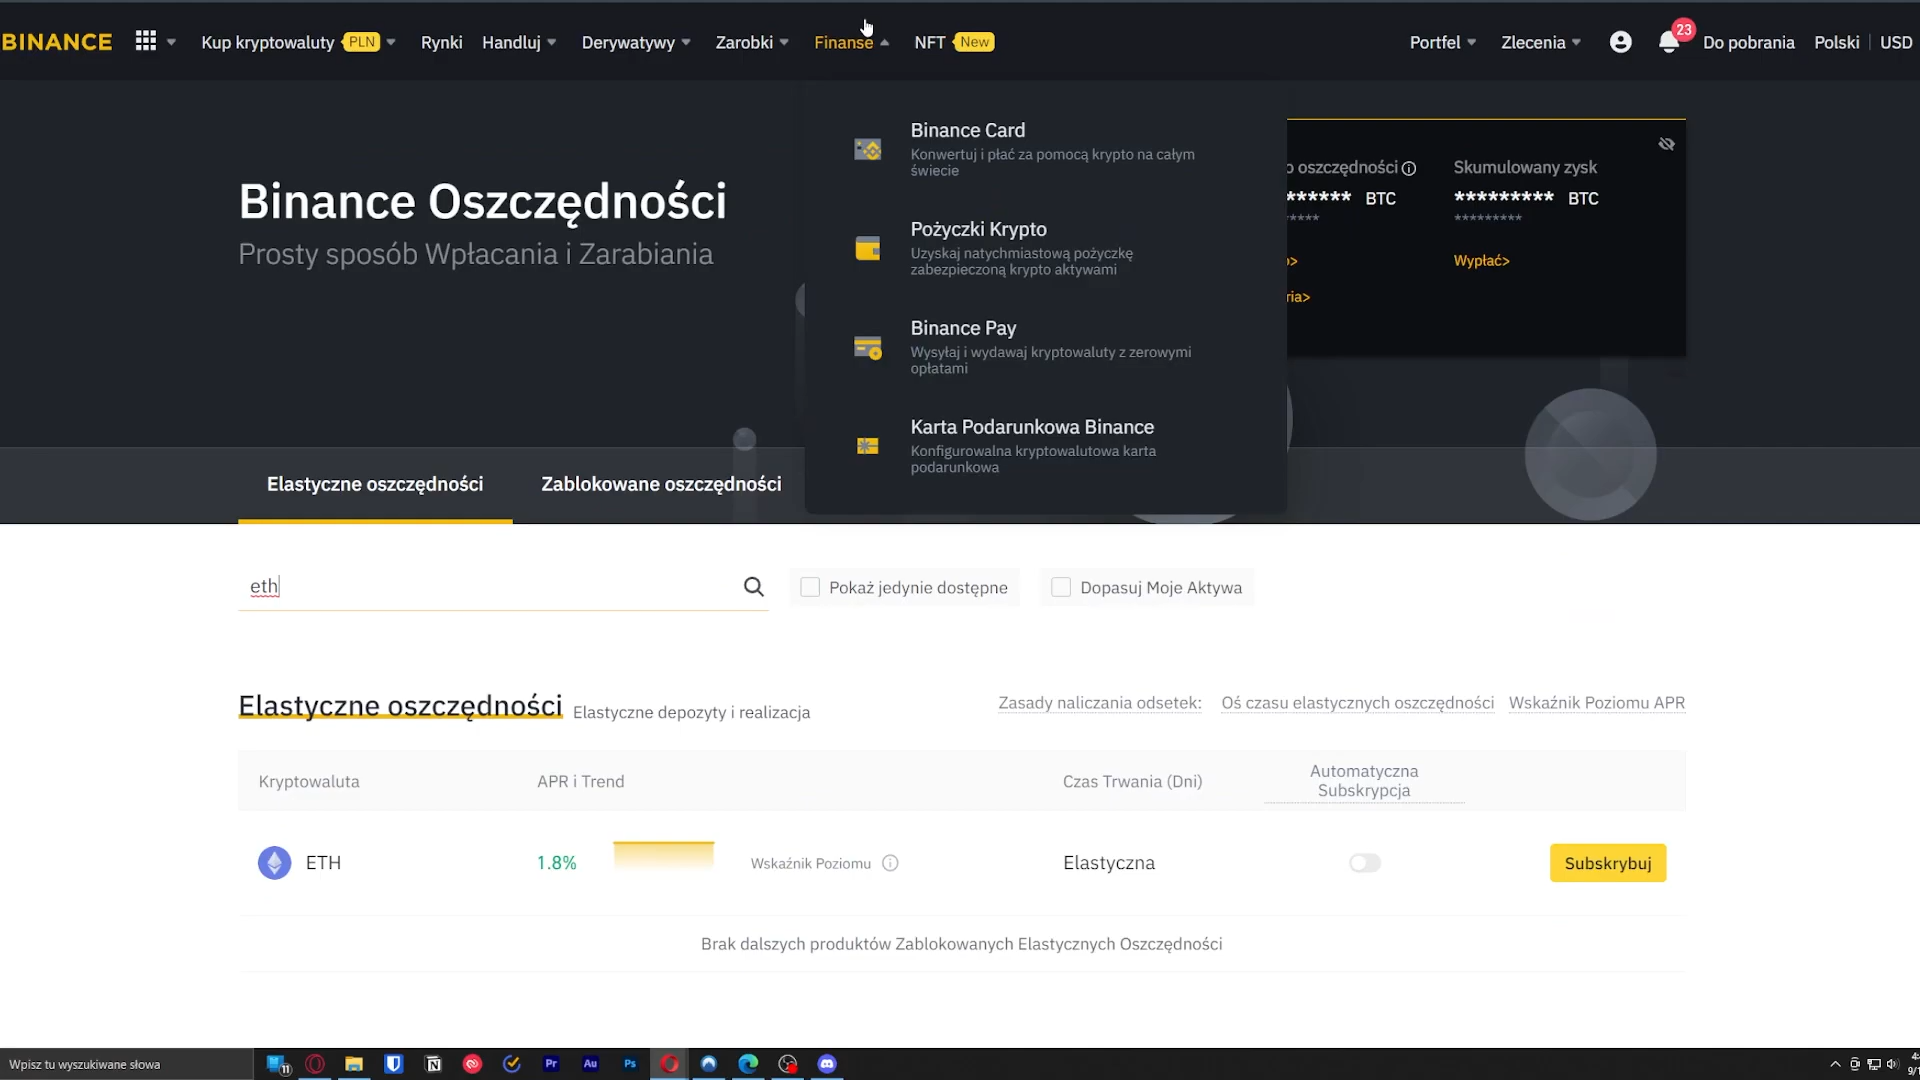 BINANCE
Kup kryptowaluty PLN
Rynki
Handluj
Derywatywy
Zarobki
Finanse
NFT New
Portfel
Zlecenia
23
Do pobrania
Polski
USD
Binance Oszczędności
Prosty sposób Wpłacania i Zarabiania
Binance Card
Konwertuj i płać za pomocą krypto na całym
świecie
Pożyczki Krypto
Uzyskaj natychmiastową pożyczkę
zabezpieczoną krypto aktywami
Binance Pay
Wysyłaj i wydawaj kryptowaluty z zerowymi
opłatami
Karta Podarunkowa Binance
Konfigurowalna kryptowalutowa karta
podarunkowa
oszczędności
****** BTC
****
Skumulowany zysk
********* BTC
*********
Wypłać>
Elastyczne oszczędności
Zablokowane oszczędności
eth
Pokaż jedynie dostępne
Dopasuj Moje Aktywa
Elastyczne oszczędności
Elastyczne depozyty i realizacja
Zasady naliczania odsetek:
Oś czasu elastycznych oszczędności
Wskaźnik Poziomu APR
Kryptowaluta
APR i Trend
Czas Trwania (Dni)
Automatyczna
Subskrypcja
ETH
1.8%
Wskaźnik Poziomu
Elastyczna
Subskrybuj
Brak dalszych produktów Zablokowanych Elastycznych Oszczędności
Wpisz tu wyszukiwane słowa
11
Pr
Au
Ps